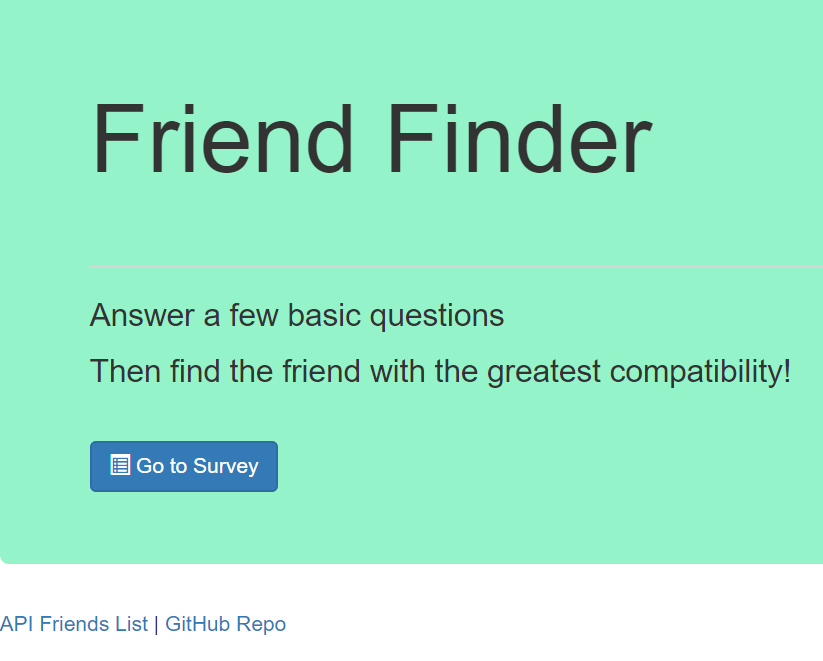 Friend Finder
Answer a few basic questions
Then find the friend with the greatest compatibility!
Go to Survey
API Friends List | GitHub Repo